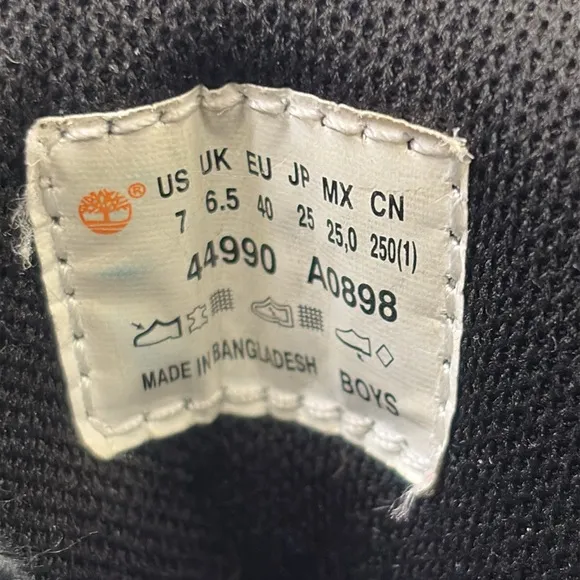 ® US UK EU JP MX CN
7 6.5 40 25 25,0 250(1)
44990 A0898
MADE IN BANGLADESH BOYS